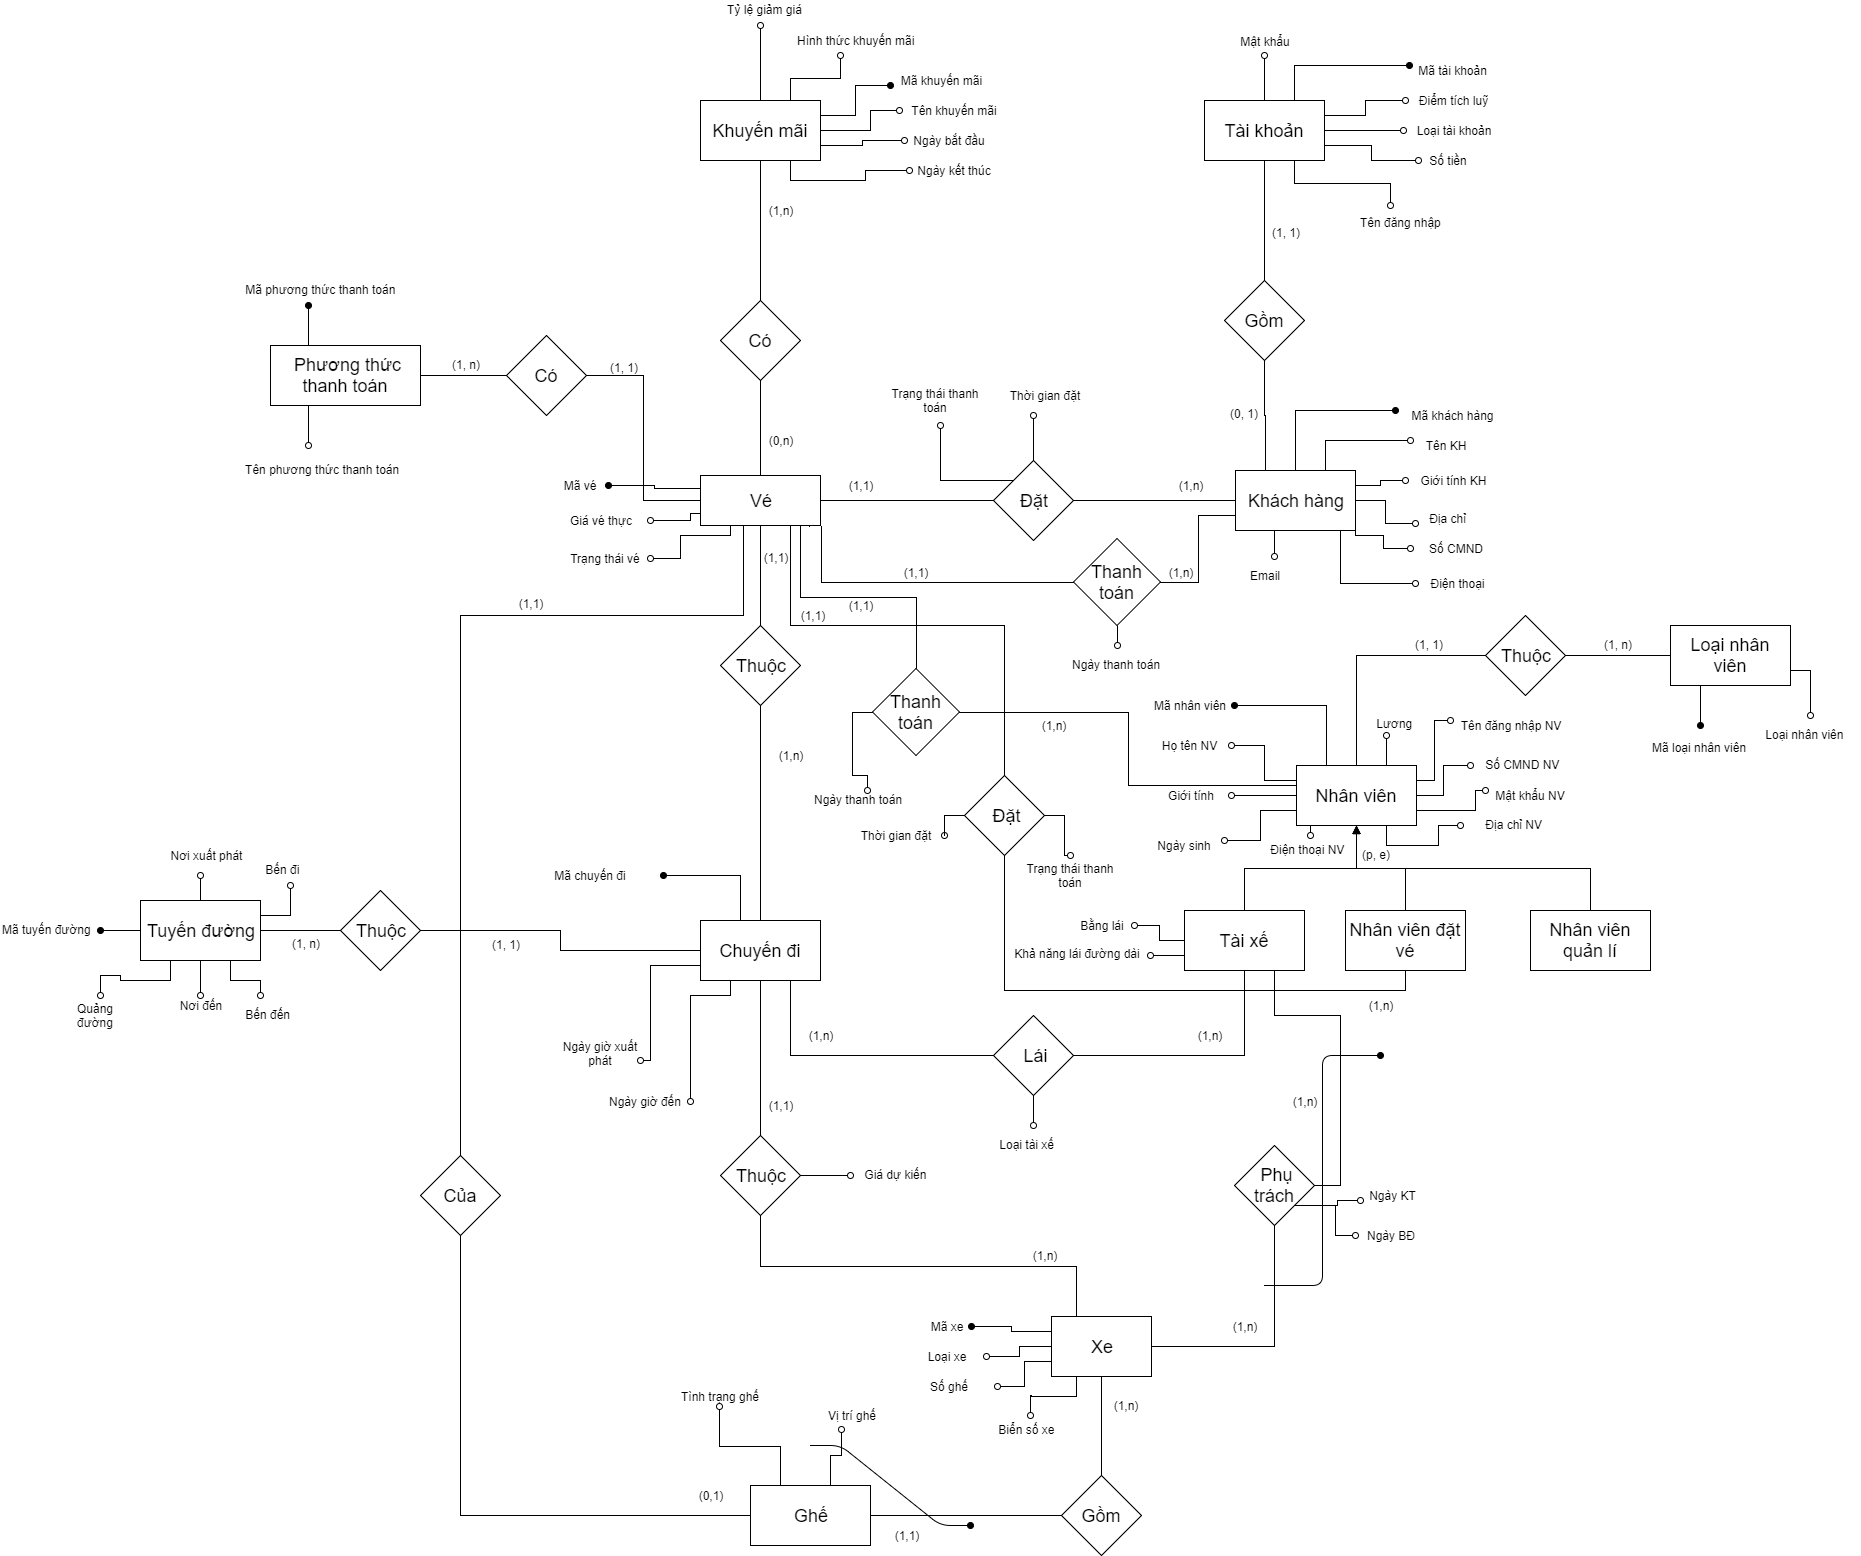 Tỷ lệ giảm giá
Hình thức khuyến mãi
Mã khuyến mãi
Tên khuyến mãi
Ngày bắt đầu
Ngày kết thúc
Khuyến mãi
(1,n)
Mật khẩu
Mã tài khoản
Điểm tích luỹ
Loại tài khoản
Số tiền
Tên đăng nhập
Tài khoản
(1, 1)
Gồm
(0, 1)
Mã phương thức thanh toán
Phương thức
thanh toán
Tên phương thức thanh toán
(1, n)
Có
(1, 1)
Có
(0,n)
Mã vé
Giá vé thực
Trạng thái vé
Vé
(1,1)
Trạng thái thanh
toán
Thời gian đặt
Đặt
(1,n)
Khách hàng
Mã khách hàng
Tên KH
Giới tính KH
Địa chỉ
Số CMND
Điện thoại
Email
(1,1)
Thanh
toán
(1,n)
Ngày thanh toán
(1,1)
(1,1)
(1,1)
(1,1)
Thuộc
(1,n)
Thanh
toán
(1,n)
Ngày thanh toán
Thời gian đặt
Đặt
Trạng thái thanh
toán
(1, 1)
Thuộc
(1, n)
Loại nhân
viên
Mã loại nhân viên
Loại nhân viên
Mã nhân viên
Họ tên NV
Giới tính
Ngày sinh
Điện thoại NV
Lương
Tên đăng nhập NV
Số CMND NV
Mật khẩu NV
Địa chỉ NV
Nhân viên
(p, e)
Nơi xuất phát
Bến đi
Mã tuyến đường
Tuyến đường
Quảng
đường
Nơi đến
Bến đến
(1, n)
Thuộc
(1, 1)
Mã chuyến đi
Chuyến đi
Ngày giờ xuất
phát
Ngày giờ đến
Bằng lái
Khả năng lái đường dài
Tài xế
Nhân viên đặt
vé
Nhân viên
quản lí
(1,n)
(1,n)
Lái
(1,n)
Loại tài xế
(1,n)
(1,1)
Thuộc
Giá dự kiến
(1,n)
Của
Phụ
trách
Ngày KT
Ngày BĐ
(1,n)
Mã xe
Loại xe
Số ghế
Biển số xe
Xe
(1,n)
Tình trạng ghế
Vị trí ghế
(0,1)
Ghế
(1,1)
Gồm